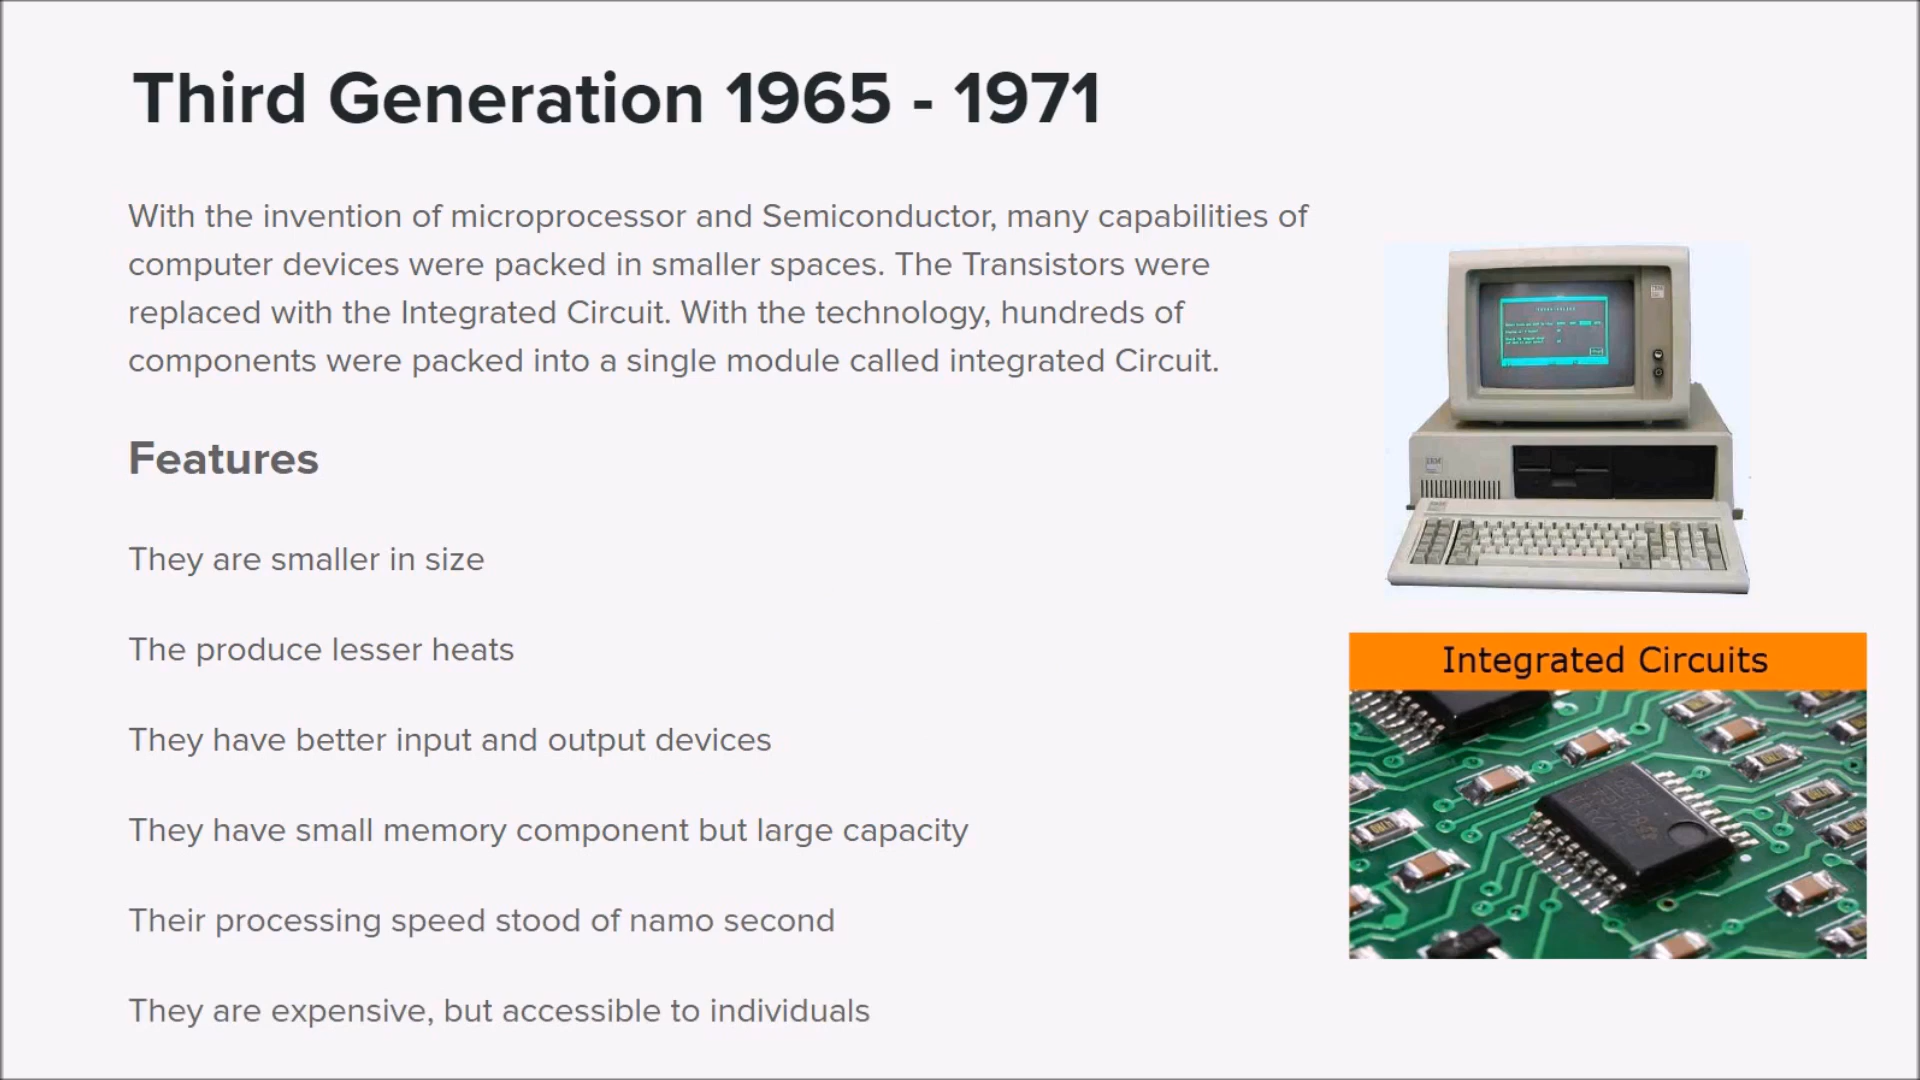 Third Generation 1965 - 1971
With the invention of microprocessor and Semiconductor, many capabilities of
computer devices were packed in smaller spaces. The Transistors were
replaced with the Integrated Circuit. With the technology, hundreds of
components were packed into a single module called integrated Circuit.
Features
They are smaller in size
The produce lesser heats
They have better input and output devices
They have small memory component but large capacity
Their processing speed stood of namo second
They are expensive, but accessible to individuals
IBM
Integrated Circuits